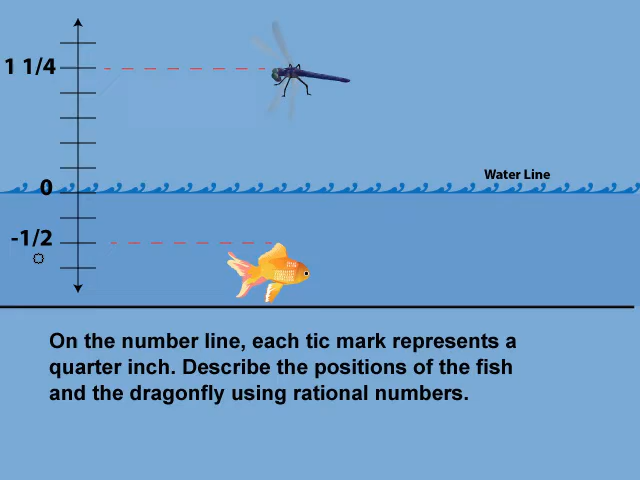 1 1/4
Water Line
0
-1/2
On the number line, each tic mark represents a
quarter inch. Describe the positions of the fish
and the dragonfly using rational numbers.